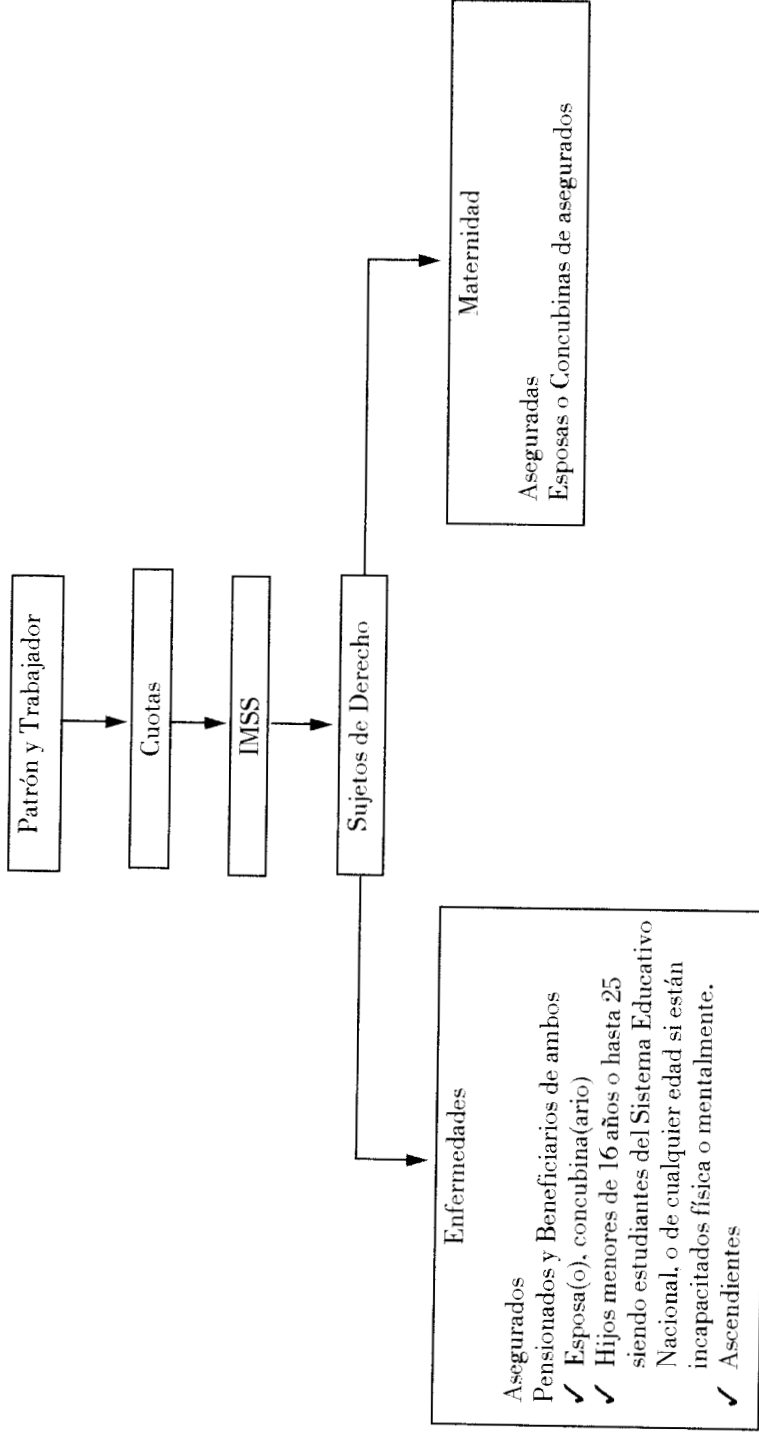 Patrón y Trabajador
Cuotas
IMSS
Sujetos de Derecho
Enfermedades
Asegurados
Pensionados y Beneficiarios de ambos
✓ Esposa(o), concubina(ario)
✓ Hijos menores de 16 años o hasta 25
siendo estudiantes del Sistema Educativo
Nacional, o de cualquier edad si están
incapacitados física o mentalmente.
✓ Ascendientes
Maternidad
Aseguradas
Esposas o Concubinas de asegurados